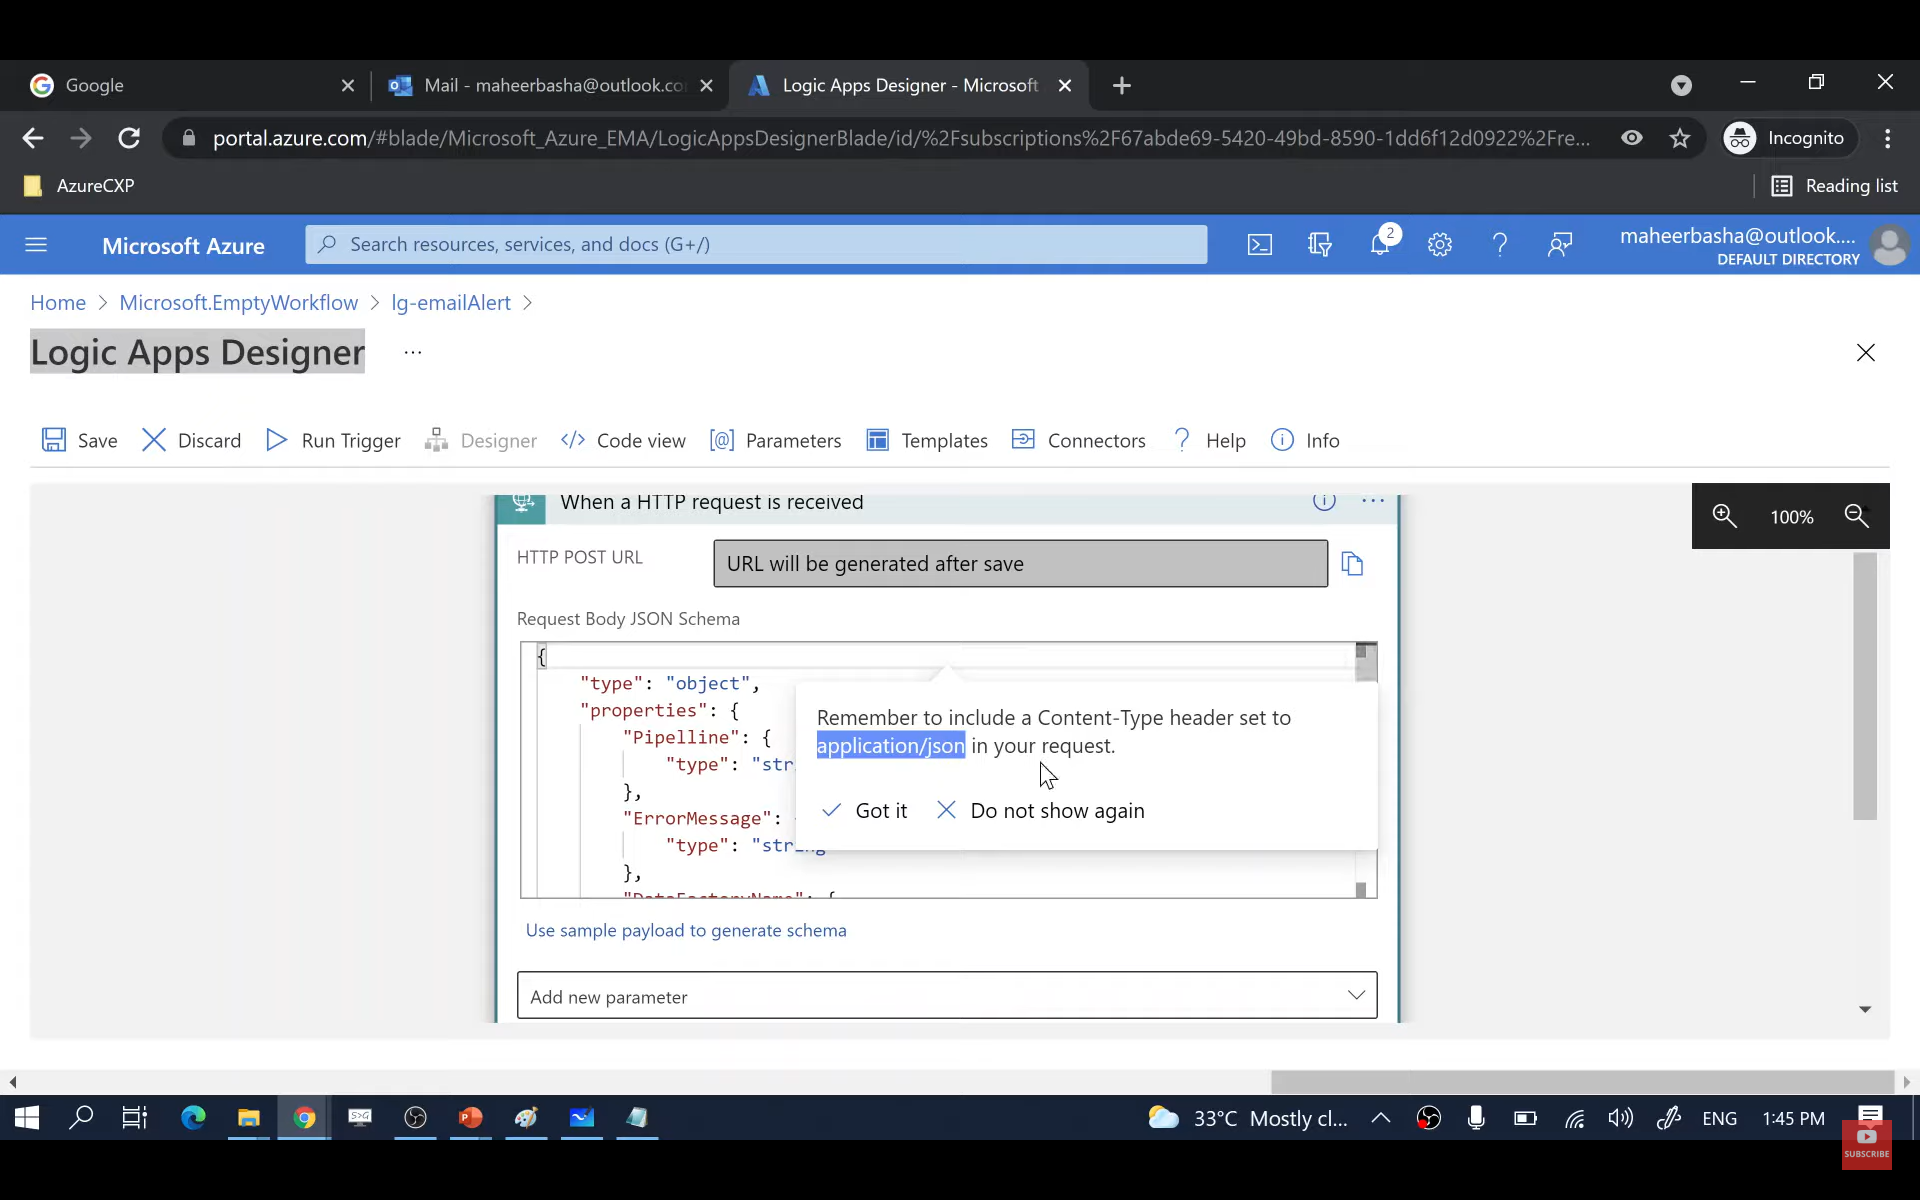 Google
Mail - maheerbasha@outlook.co
Logic Apps Designer - Microsoft
portal.azure.com/#blade/Microsoft_Azure_EMA/LogicAppsDesignerBlade/id/%2Fsubscriptions%2F67abde69-5420-49bd-8590-1dd6f12d0922%2Fre...
Incognito
AzureCXP
Reading list
Microsoft Azure
Search resources, services, and docs (G+/)
2
maheerbasha@outlook....
DEFAULT DIRECTORY
Home > Microsoft.EmptyWorkflow > lg-emailAlert >
Logic Apps Designer ...
Save
Discard
Run Trigger
Designer
Code view
Parameters
Templates
Connectors
Help
Info
When a HTTP request is received
100%
HTTP POST URL
URL will be generated after save
Request Body JSON Schema
{
"type": "object",
"properties": {
"Pipelline": {
"type": "str
},
"ErrorMessage":
"type": "string
},
"DataFactoryName": {
Remember to include a Content-Type header set to
application/json in your request.
Got it
Do not show again
Use sample payload to generate schema
Add new parameter
33°C Mostly cl...
ENG
1:45 PM
SUBSCRIBE